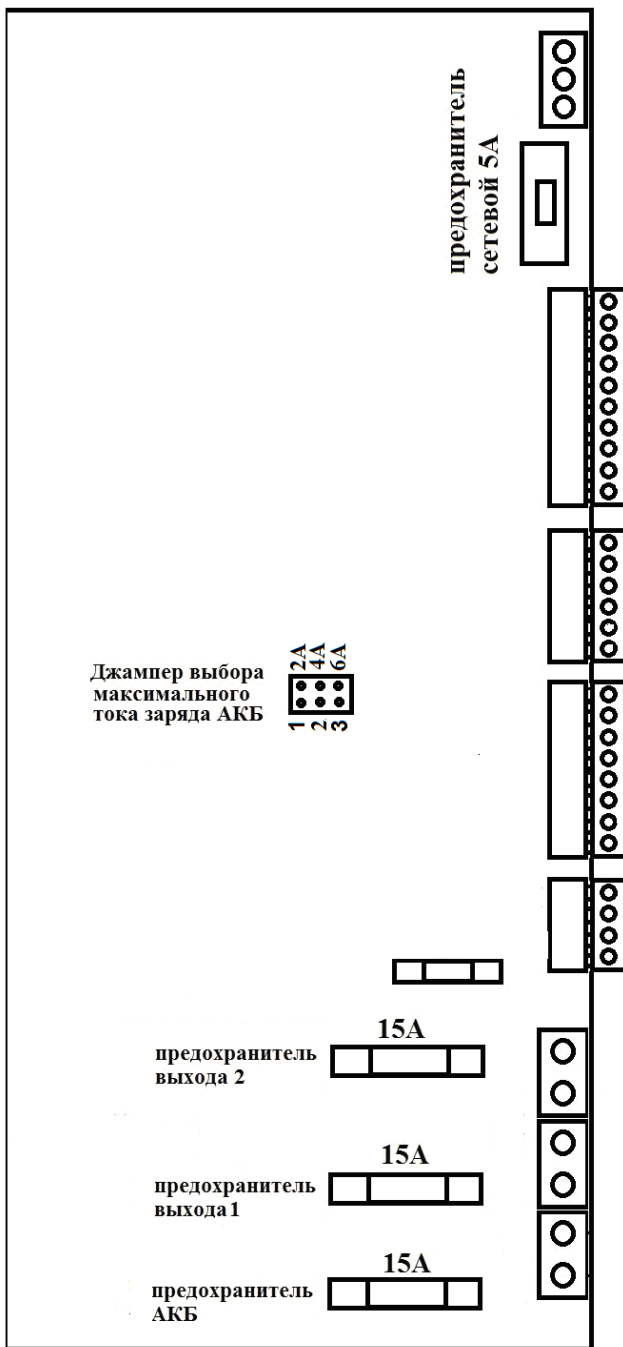 предохранитель
сетевой 5А
2А
4А
6А
Джампер выбора
максимального
тока заряда АКБ
1
2
3
15А
предохранитель
выхода 2
15А
предохранитель
выхода 1
15А
предохранитель
АКБ